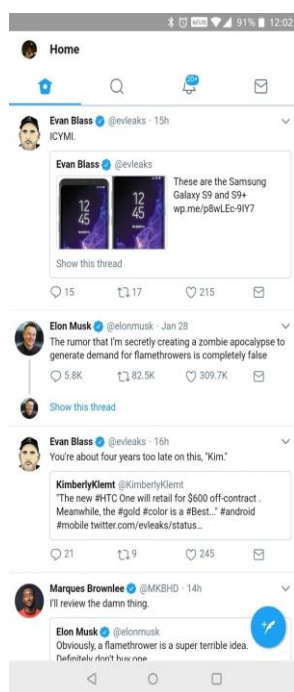 91% 12:02
Home
20+
Evan Blass @evleaks · 15h
ICYMI.
Evan Blass @evleaks
These are the Samsung
Galaxy S9 and S9+
wp.me/p8wLEc-9IY7
12
45
12
45
Show this thread
15 17 215
Elon Musk @elonmusk · Jan 28
The rumor that I'm secretly creating a zombie apocalypse to
generate demand for flamethrowers is completely false
5.8K 82.5K 309.7K
Show this thread
Evan Blass @evleaks · 16h
You're about four years too late on this, "Kim."
KimberlyKlemt @KimberlyKlemt
"The new #HTC One will retail for $600 off-contract .
Meanwhile, the #gold #color is a #Best..." #android
#mobile twitter.com/evleaks/status...
21 9 245
Marques Brownlee @MKBHD · 14h
I'll review the damn thing.
Elon Musk @elonmusk
Obviously, a flamethrower is a super terrible idea.
Definitely don't buy one